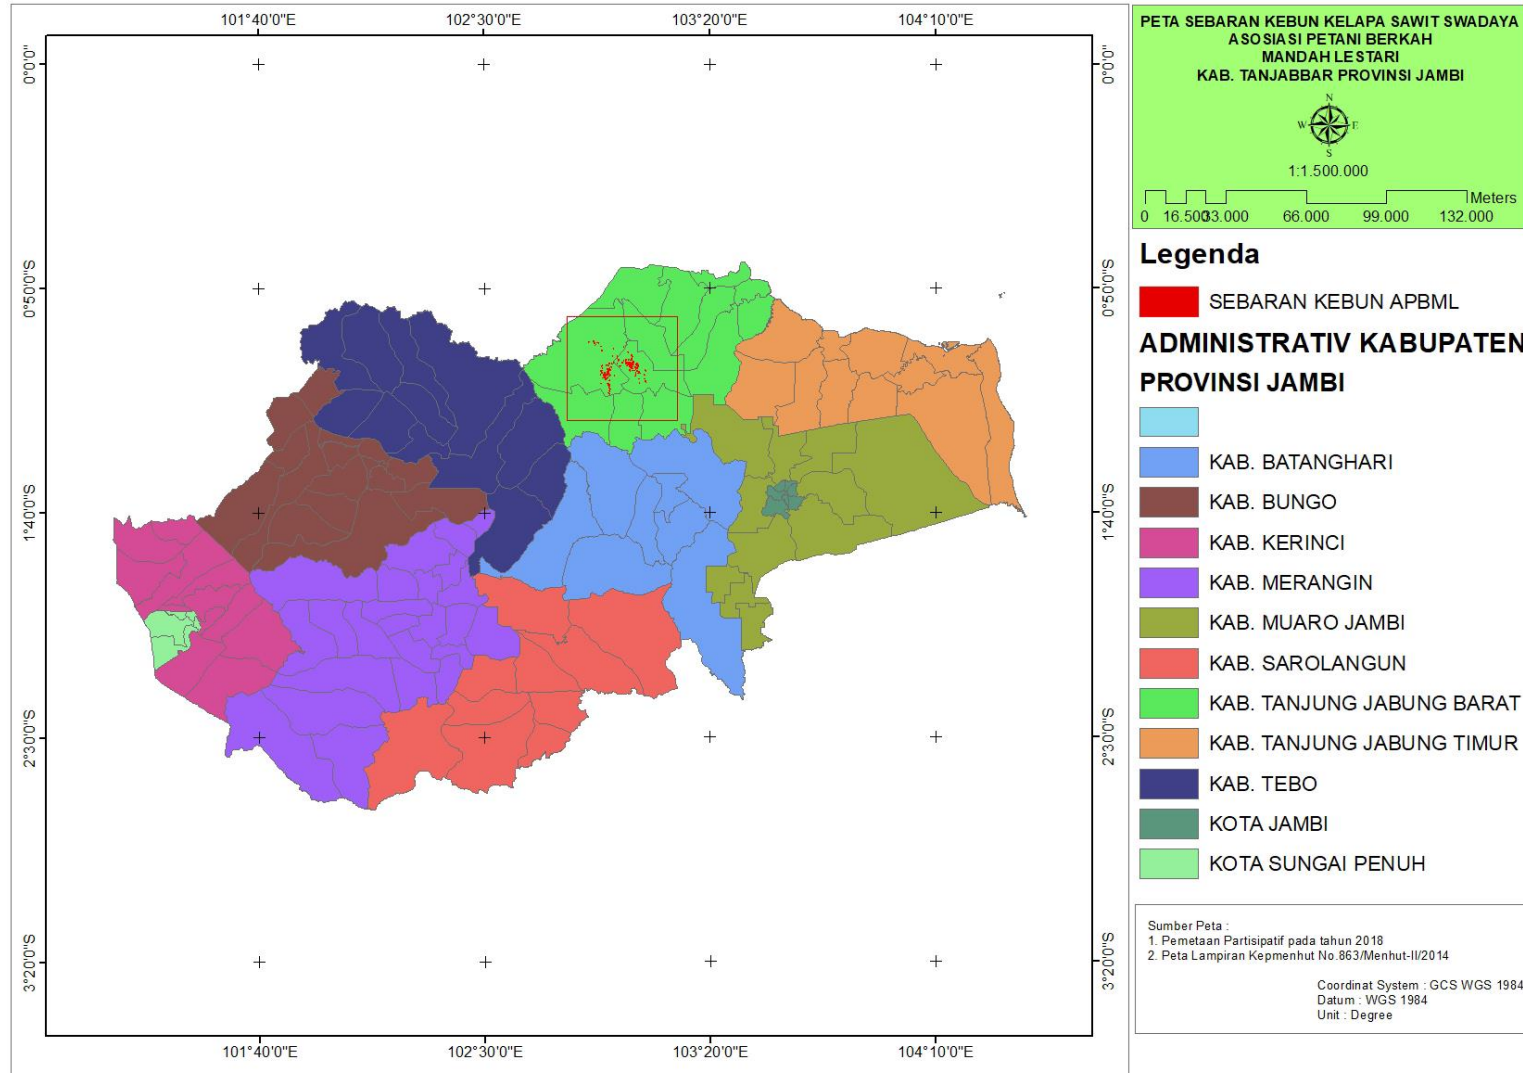 101°40'0"E 102°30'0"E 103°20'0"E 104°10'0"E
0°0'0"
0°0'0"
0°50'0"S
0°50'0"S
1°40'0"S
1°40'0"S
2°30'0"S
2°30'0"S
3°20'0"S
3°20'0"S
101°40'0"E 102°30'0"E 103°20'0"E 104°10'0"E
PETA SEBARAN KEBUN KELAPA SAWIT SWADAYA
ASOSIASI PETANI BERKAH
MANDAH LESTARI
KAB. TANJABBAR PROVINSI JAMBI
N
W E
S
1:1.500.000
Meters
0 16.500 33.000 66.000 99.000 132.000
Legenda
SEBARAN KEBUN APBML
ADMINISTRATIV KABUPATEN
PROVINSI JAMBI
KAB. BATANGHARI
KAB. BUNGO
KAB. KERINCI
KAB. MERANGIN
KAB. MUARO JAMBI
KAB. SAROLANGUN
KAB. TANJUNG JABUNG BARAT
KAB. TANJUNG JABUNG TIMUR
KAB. TEBO
KOTA JAMBI
KOTA SUNGAI PENUH
Sumber Peta :
1. Pemetaan Partisipatif pada tahun 2018
2. Peta Lampiran Kepmenhut No.863/Menhut-II/2014
Coordinat System : GCS WGS 1984
Datum : WGS 1984
Unit : Degree